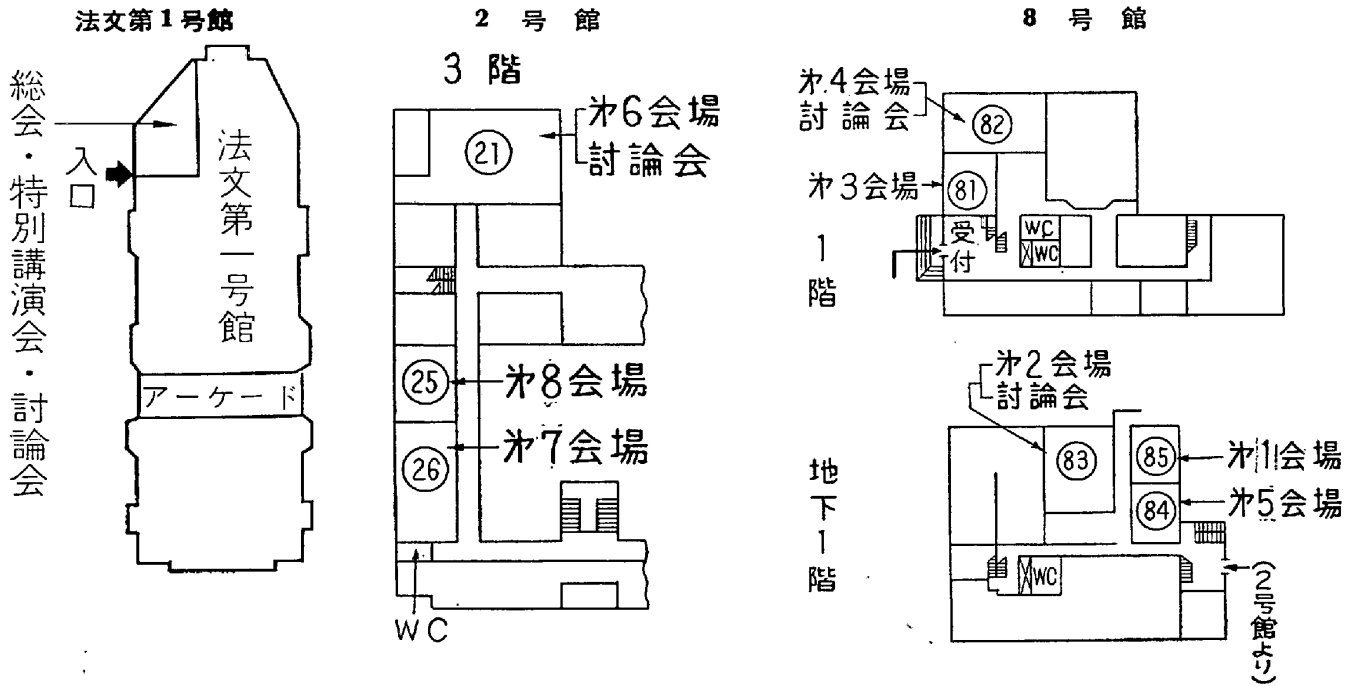 法文第1号館
総会・特別講演会・討論会
入口
法文第一号館
アーケード
2号館
3階
㉑
第6会場
討論会
㉕
第8会場
㉖
第7会場
WC
8号館
1階
第4会場
討論会
82
第3会場
81
受付
WC
WC
地下1階
第2会場
討論会
83
85
第1会場
84
第5会場
WC
(2号館より)